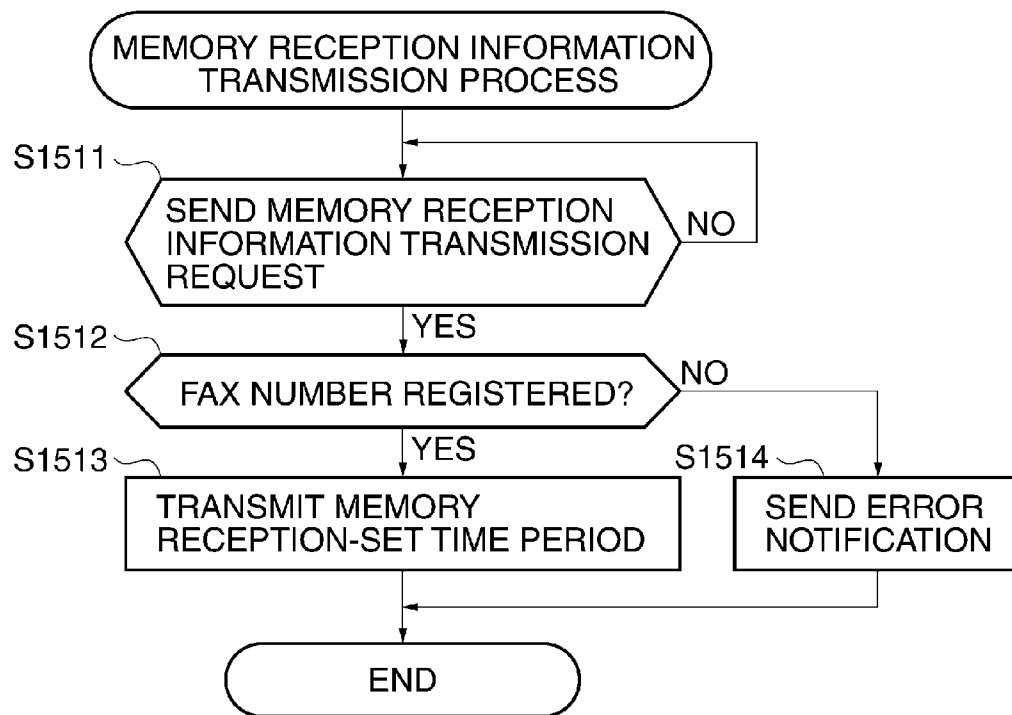 MEMORY RECEPTION INFORMATION
TRANSMISSION PROCESS
S1511
SEND MEMORY RECEPTION
INFORMATION TRANSMISSION
REQUEST
NO
YES
S1512
FAX NUMBER REGISTERED?
NO
YES
S1513
TRANSMIT MEMORY
RECEPTION-SET TIME PERIOD
S1514
SEND ERROR
NOTIFICATION
END